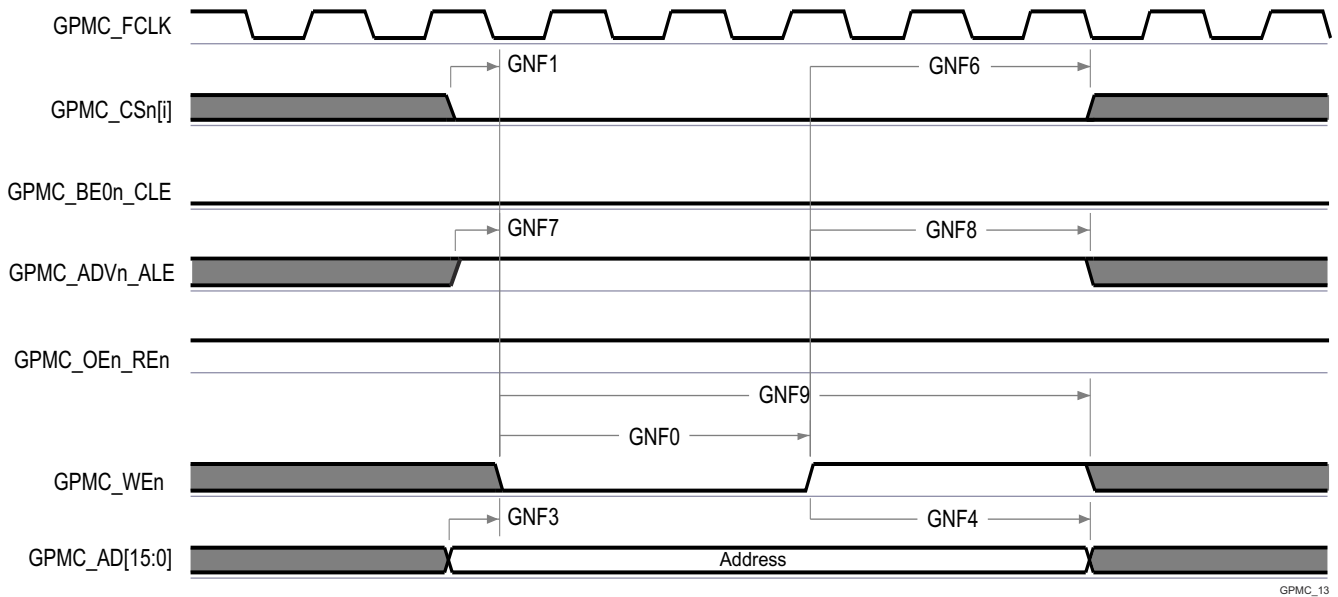 GPMC_FCLK
GNF1
GNF6
GPMC_CSn[i]
GPMC_BE0n_CLE
GNF7
GNF8
GPMC_ADVn_ALE
GPMC_OEn_REn
GNF9
GNF0
GPMC_WEn
GNF3
GNF4
GPMC_AD[15:0]
Address
GPMC_13